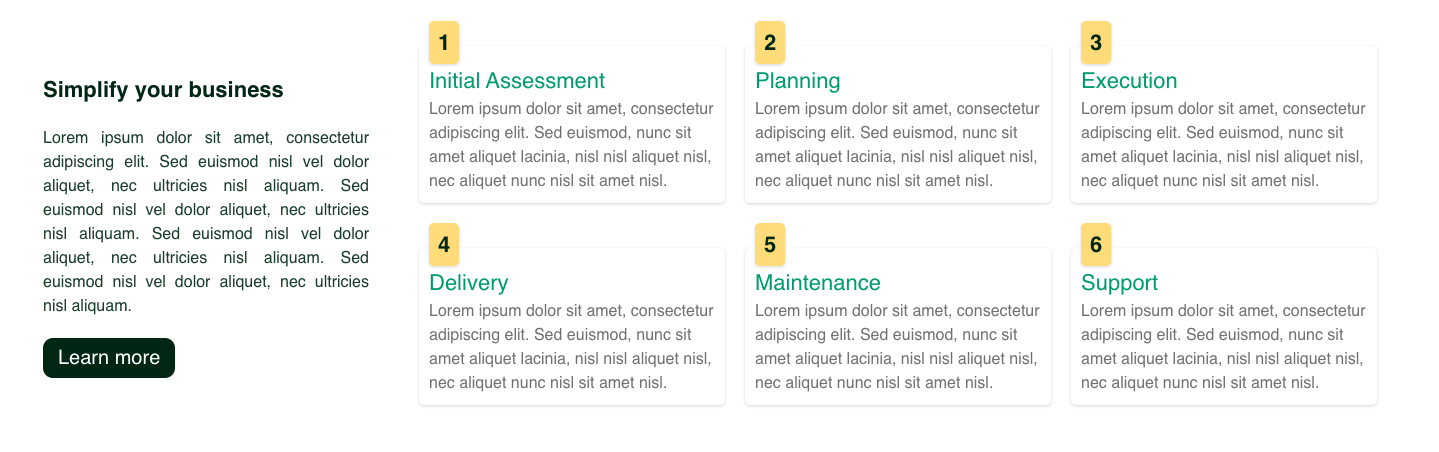 Simplify your business
Lorem ipsum dolor sit amet, consectetur
adipiscing elit. Sed euismod nisl vel dolor
aliquet, nec ultricies nisl aliquam. Sed
euismod nisl vel dolor aliquet, nec ultricies
nisl aliquam. Sed euismod nisl vel dolor
aliquet, nec ultricies nisl aliquam. Sed
euismod nisl vel dolor aliquet, nec ultricies
nisl aliquam.
Learn more
1
Initial Assessment
Lorem ipsum dolor sit amet, consectetur
adipiscing elit. Sed euismod, nunc sit
amet aliquet lacinia, nisl nisl aliquet nisl,
nec aliquet nunc nisl sit amet nisl.
2
Planning
Lorem ipsum dolor sit amet, consectetur
adipiscing elit. Sed euismod, nunc sit
amet aliquet lacinia, nisl nisl aliquet nisl,
nec aliquet nunc nisl sit amet nisl.
3
Execution
Lorem ipsum dolor sit amet, consectetur
adipiscing elit. Sed euismod, nunc sit
amet aliquet lacinia, nisl nisl aliquet nisl,
nec aliquet nunc nisl sit amet nisl.
4
Delivery
Lorem ipsum dolor sit amet, consectetur
adipiscing elit. Sed euismod, nunc sit
amet aliquet lacinia, nisl nisl aliquet nisl,
nec aliquet nunc nisl sit amet nisl.
5
Maintenance
Lorem ipsum dolor sit amet, consectetur
adipiscing elit. Sed euismod, nunc sit
amet aliquet lacinia, nisl nisl aliquet nisl,
nec aliquet nunc nisl sit amet nisl.
6
Support
Lorem ipsum dolor sit amet, consectetur
adipiscing elit. Sed euismod, nunc sit
amet aliquet lacinia, nisl nisl aliquet nisl,
nec aliquet nunc nisl sit amet nisl.